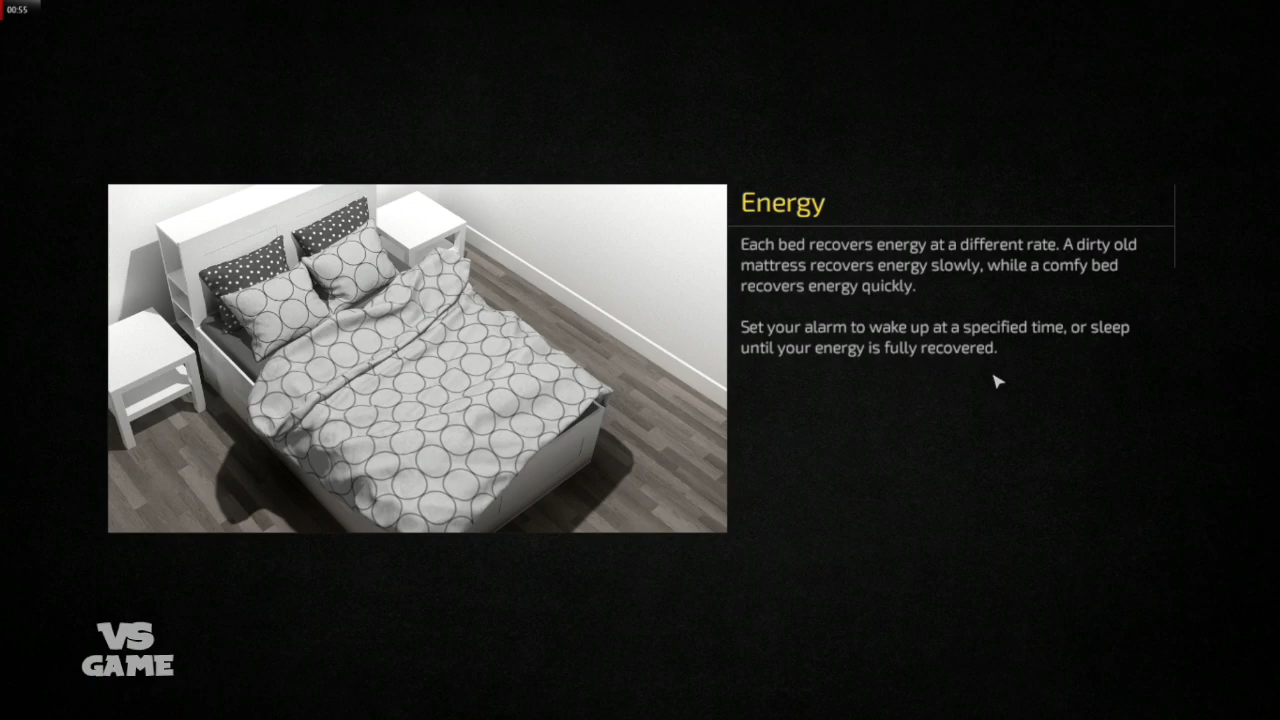 00:55
Energy
Each bed recovers energy at a different rate. A dirty old
mattress recovers energy slowly, while a comfy bed
recovers energy quickly.
Set your alarm to wake up at a specified time, or sleep
until your energy is fully recovered.
VS
GAME